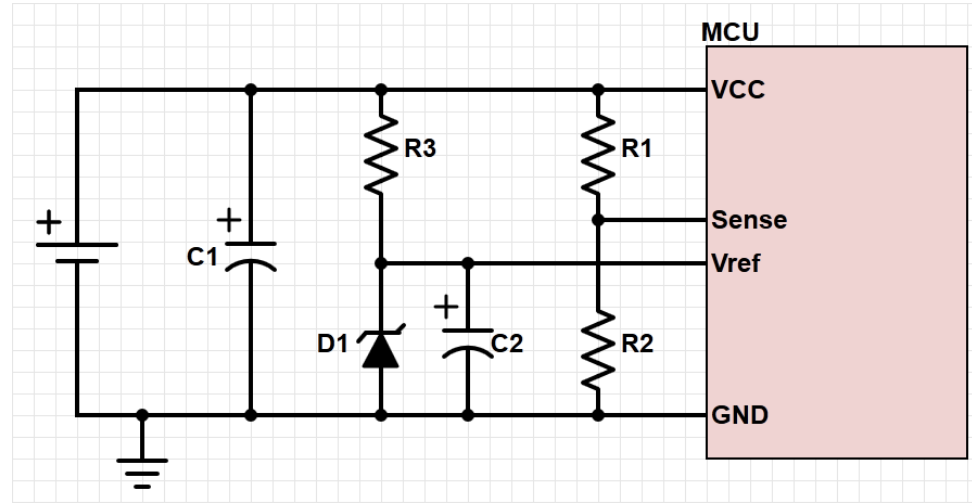 MCU
VCC
R3
R1
+
+
Sense
C1
Vref
+
D1
C2
R2
GND